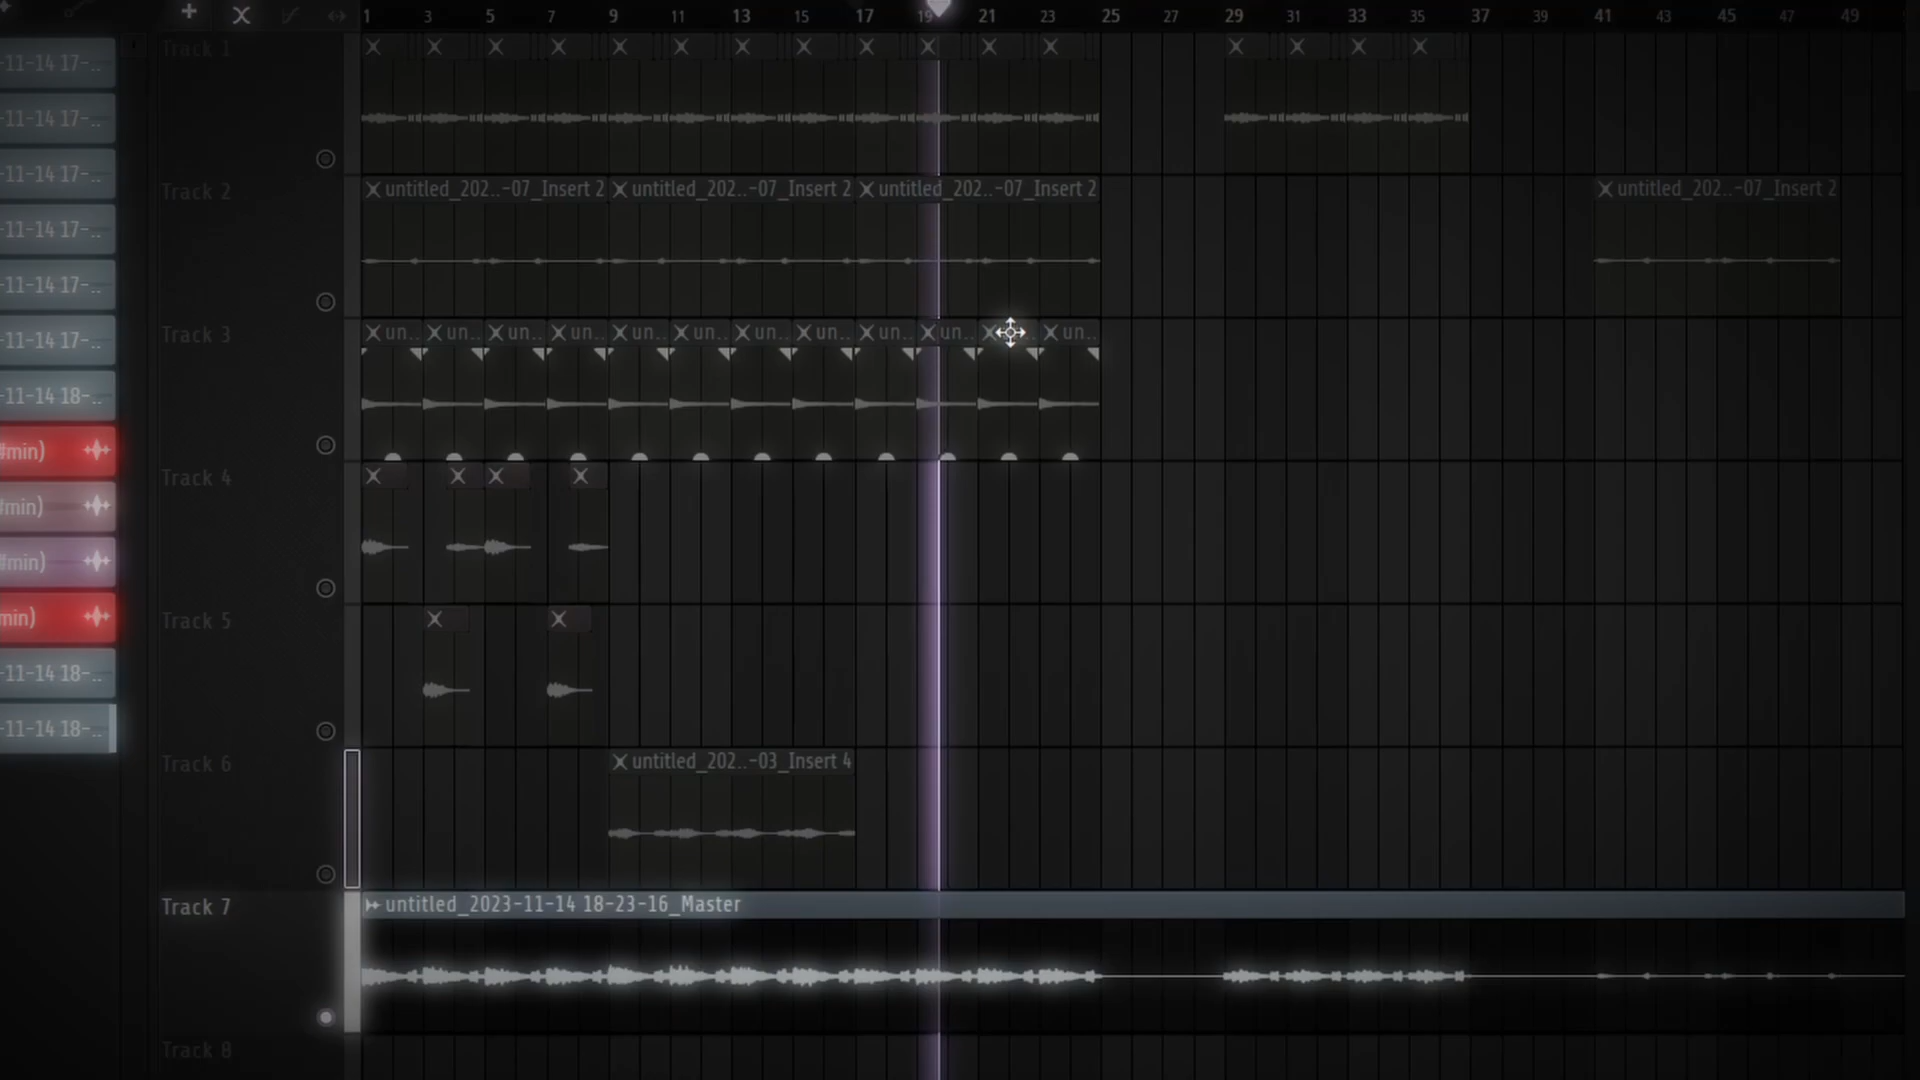 1 3 5 7 9 11 13 15 17 19 21 23 25 27 29 31 33 35 37 39 41 43 45 47 49
-11-14 17-..
-11-14 17-..
-11-14 17-..
-11-14 17-..
-11-14 17-..
-11-14 17-..
-11-14 18-..
#min)
#min)
#min)
min)
-11-14 18-..
-11-14 18-..
Track 1
Track 2
untitled_202..-07_Insert 2 untitled_202..-07_Insert 2 untitled_202..-07_Insert 2 untitled_202..-07_Insert 2
Track 3
un.. un.. un.. un.. un.. un.. un.. un.. un.. un.. un..
Track 4
Track 5
Track 6
untitled_202..-03_Insert 4
Track 7
untitled_2023-11-14 18-23-16_Master
Track 8